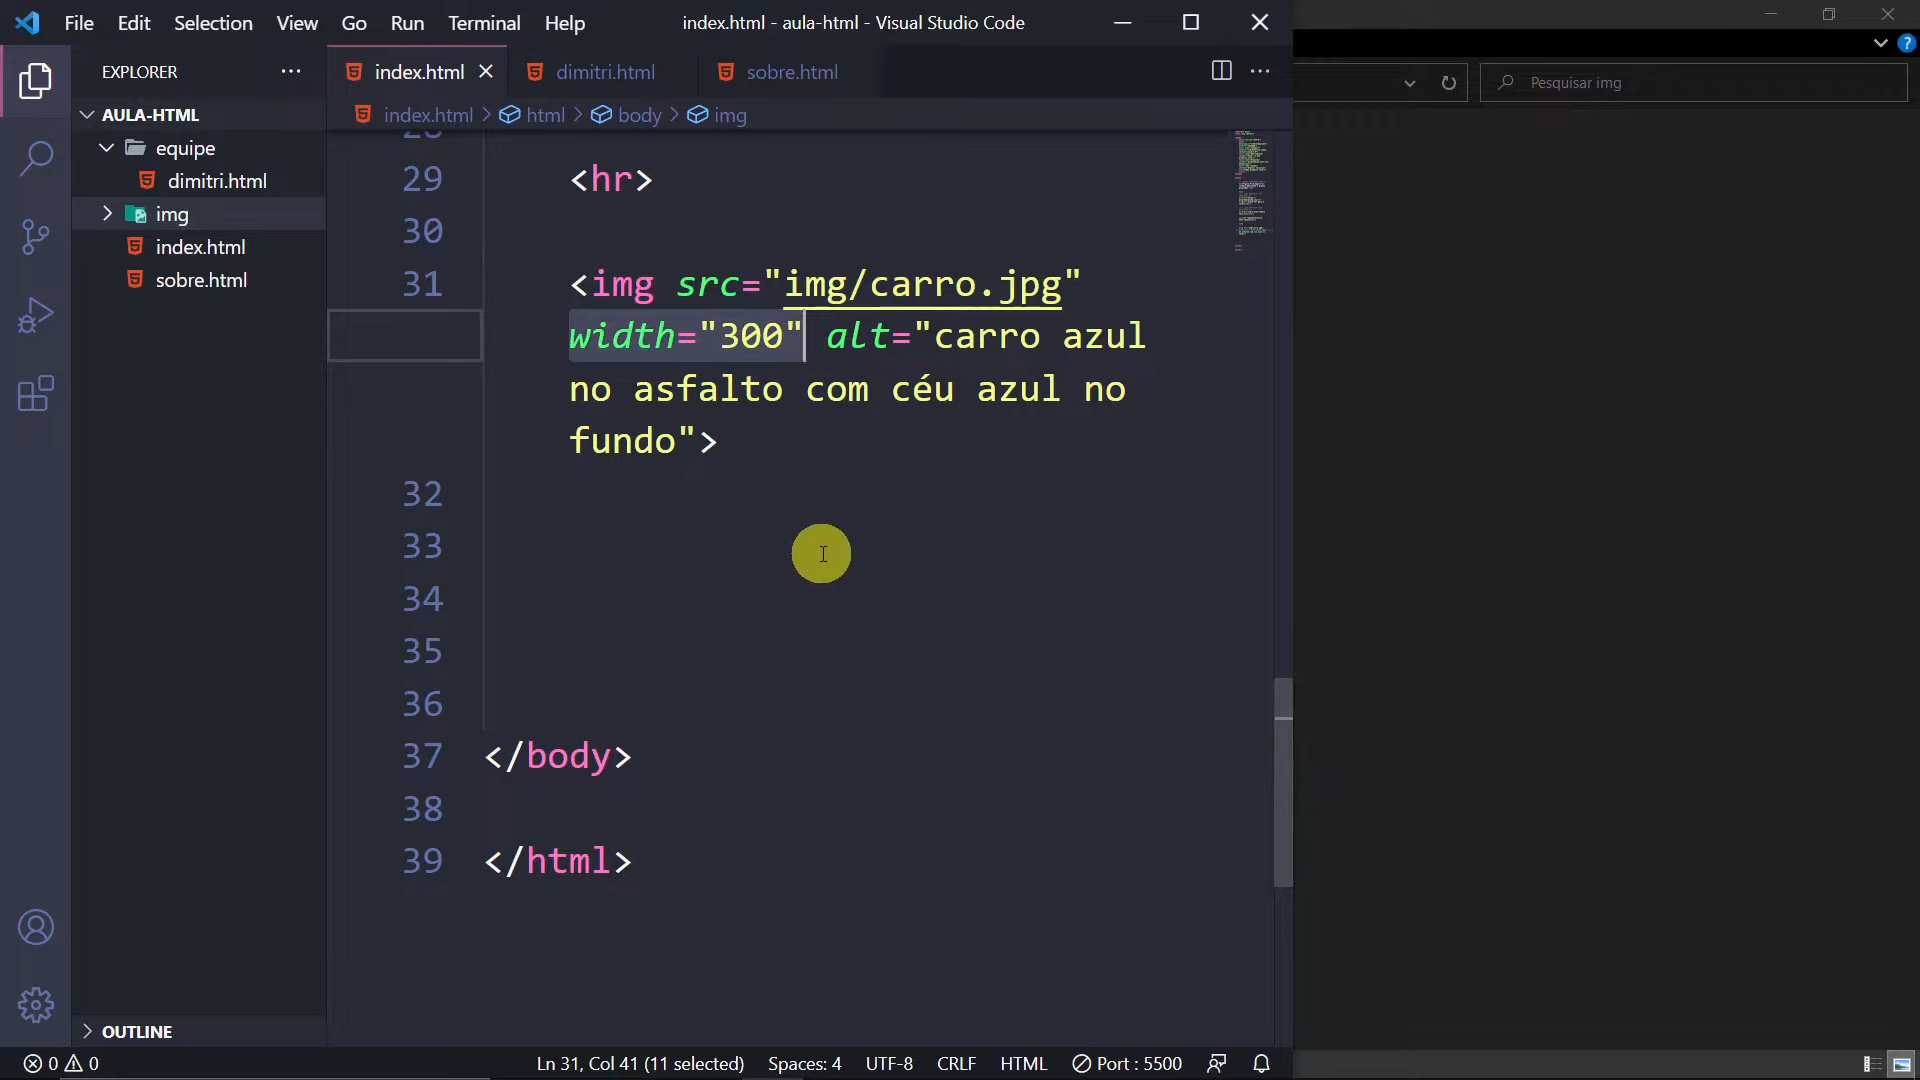 File Edit Selection View Go Run Terminal Help
index.html - aula-html - Visual Studio Code
EXPLORER
index.html
dimitri.html
sobre.html
Pesquisar img
AULA-HTML
index.html > html > body > img
equipe
dimitri.html
img
index.html
sobre.html
29 <hr>
30
31 <img src="img/carro.jpg"
width="300" alt="carro azul
no asfalto com céu azul no
fundo">
32
33
34
35
36
37 </body>
38
39 </html>
OUTLINE
0 0
Ln 31, Col 41 (11 selected) Spaces: 4 UTF-8 CRLF HTML Port : 5500